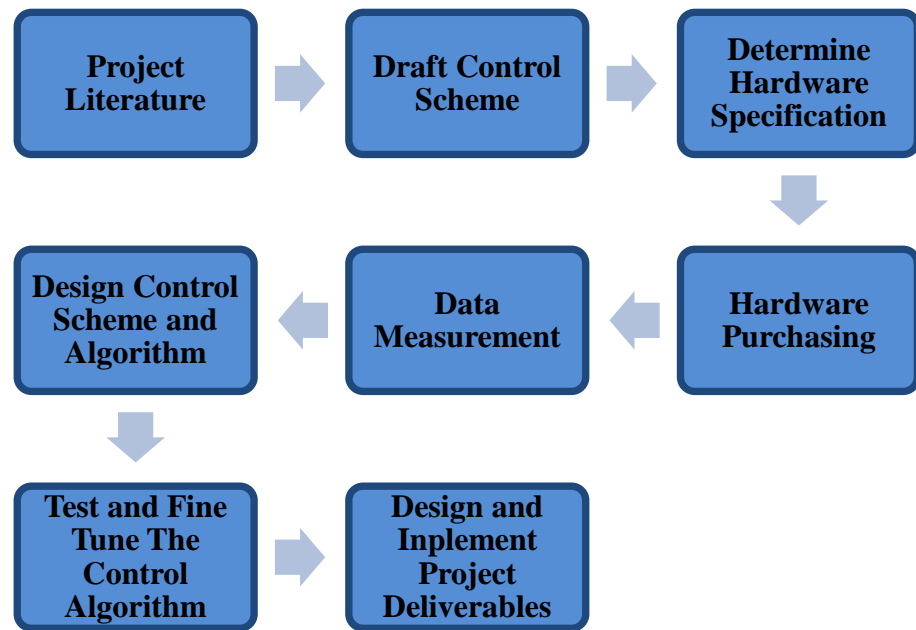 Project
Literature
Draft Control
Scheme
Determine
Hardware
Specification
Hardware
Purchasing
Data
Measurement
Design Control
Scheme and
Algorithm
Test and Fine
Tune The
Control
Algorithm
Design and
Inplement
Project
Deliverables